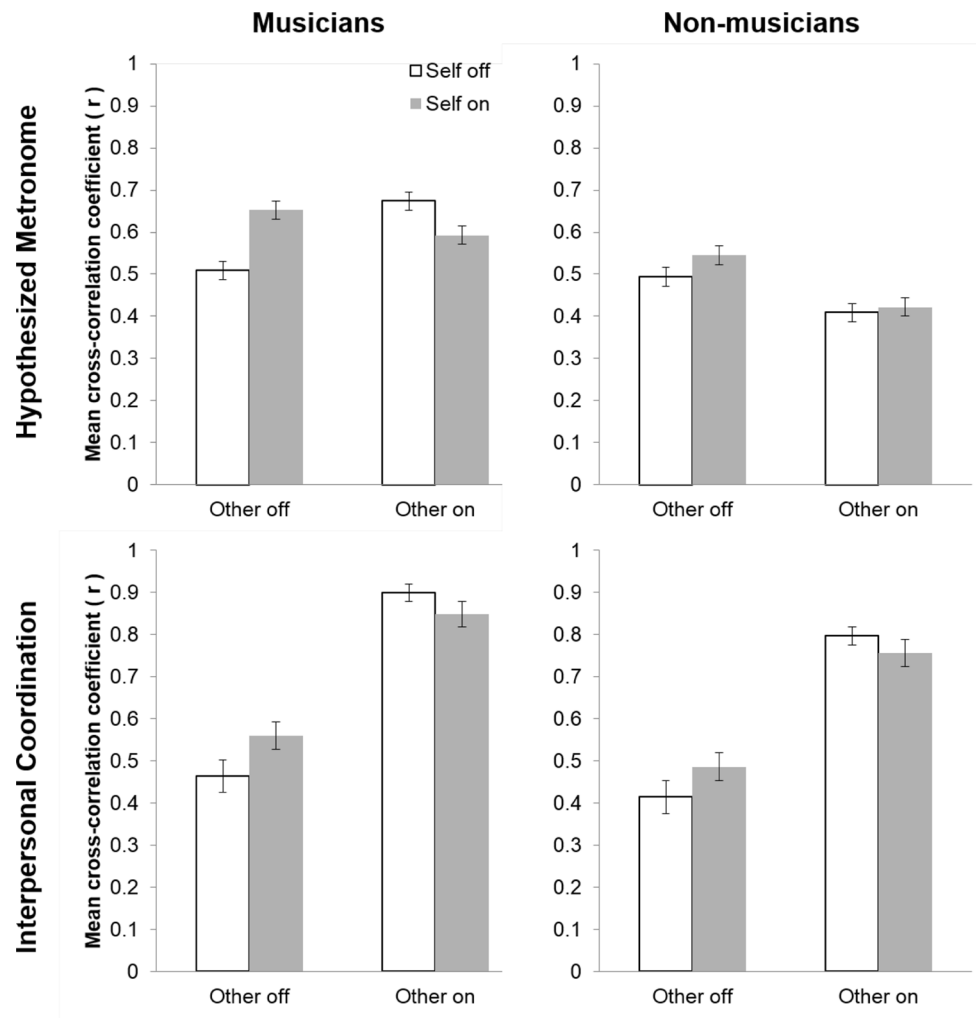 Musicians
Non-musicians
Hypothesized Metronome
Mean cross-correlation coefficient ( r )
1
0.9
0.8
0.7
0.6
0.5
0.4
0.3
0.2
0.1
0
Self off
Self on
Other off
Other on
1
0.9
0.8
0.7
0.6
0.5
0.4
0.3
0.2
0.1
0
Other off
Other on
Interpersonal Coordination
Mean cross-correlation coefficient ( r )
1
0.9
0.8
0.7
0.6
0.5
0.4
0.3
0.2
0.1
0
Other off
Other on
1
0.9
0.8
0.7
0.6
0.5
0.4
0.3
0.2
0.1
0
Other off
Other on